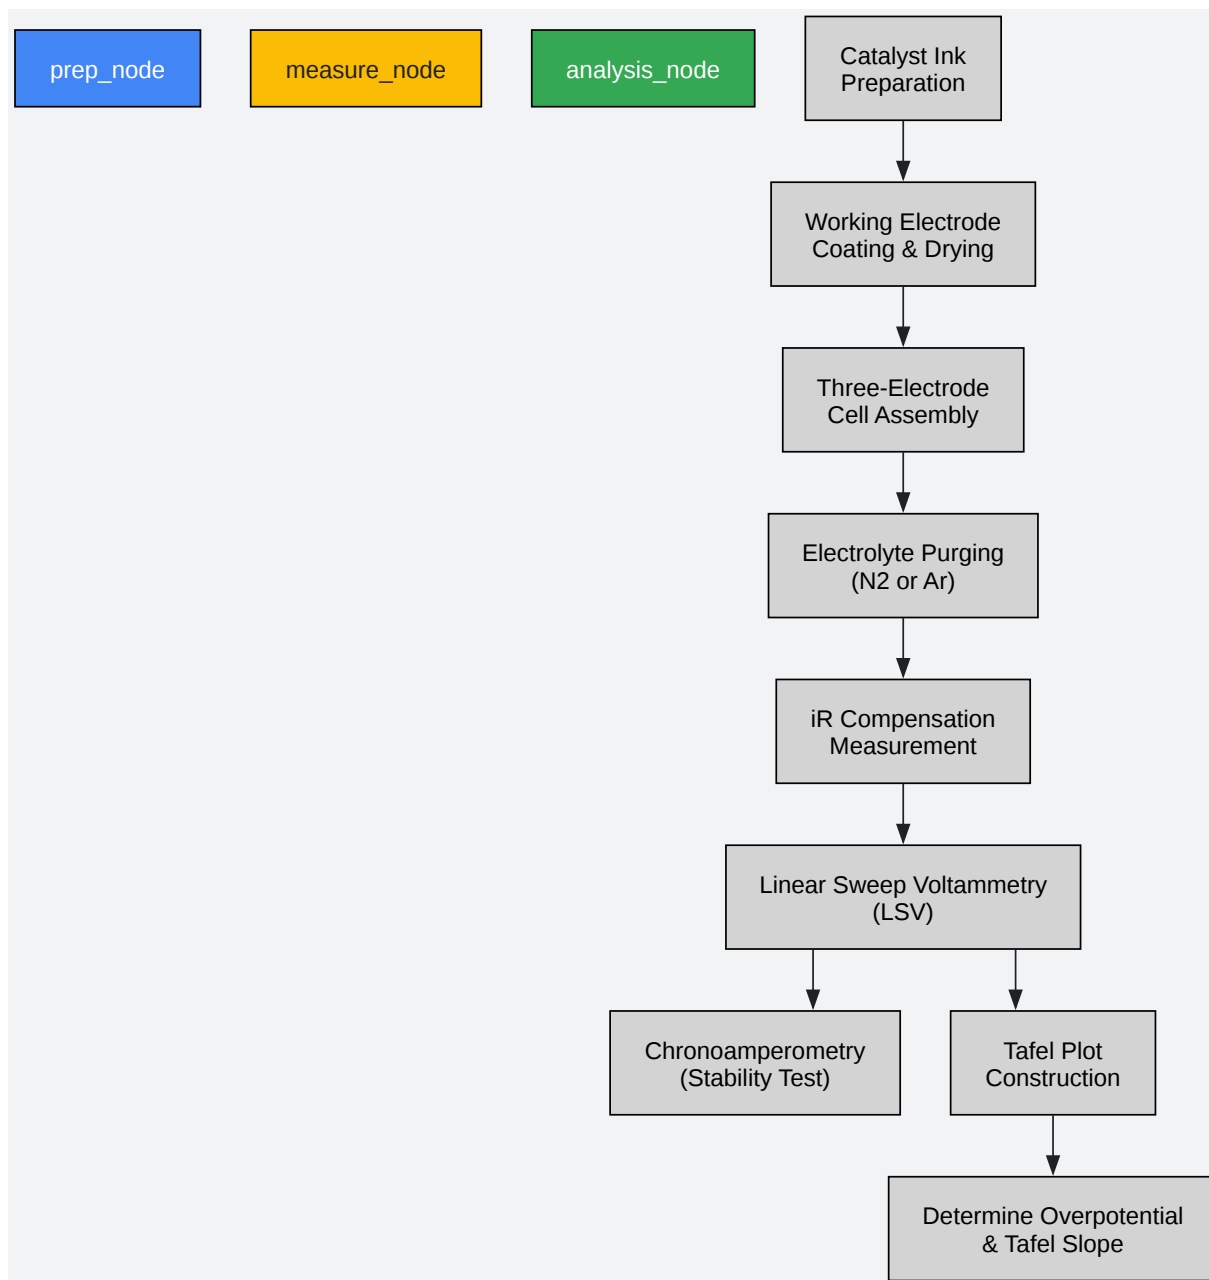 prep_node
measure_node
analysis_node
Catalyst Ink
Preparation
Working Electrode
Coating & Drying
Three-Electrode
Cell Assembly
Electrolyte Purging
(N2 or Ar)
iR Compensation
Measurement
Linear Sweep Voltammetry
(LSV)
Chronoamperometry
(Stability Test)
Tafel Plot
Construction
Determine Overpotential
& Tafel Slope